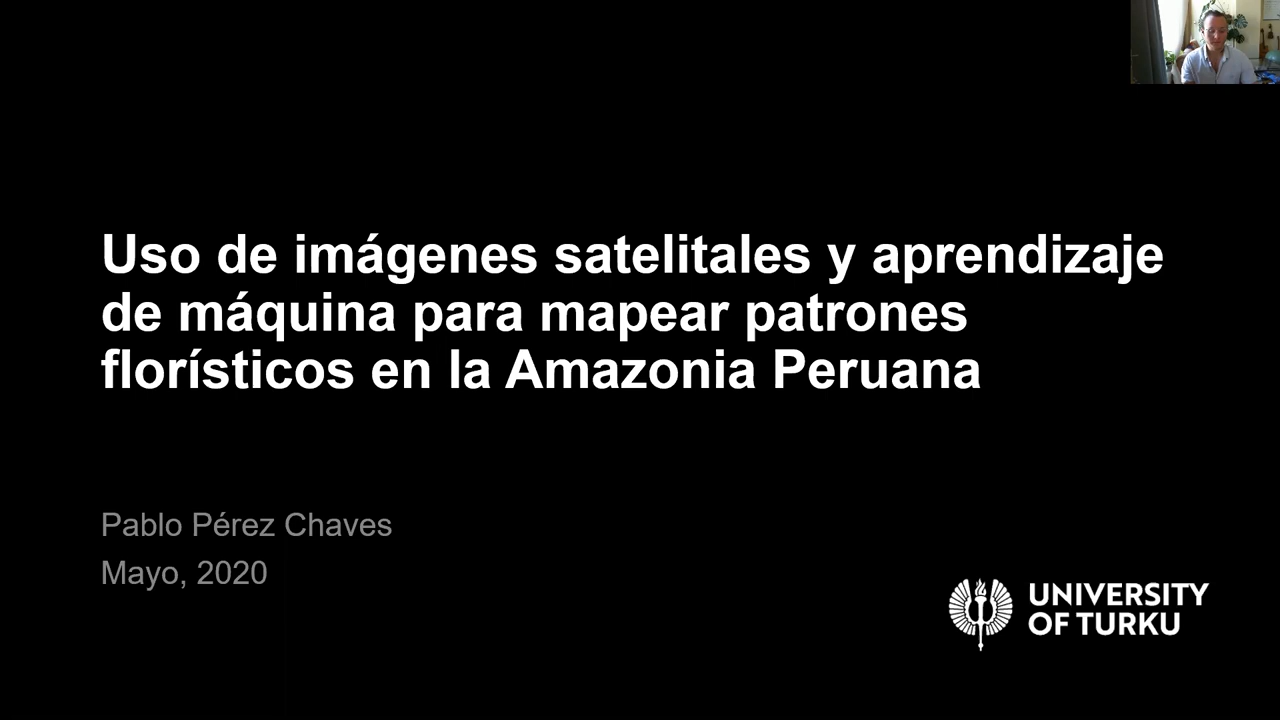 Uso de imágenes satelitales y aprendizaje
de máquina para mapear patrones
florísticos en la Amazonia Peruana
Pablo Pérez Chaves
Mayo, 2020
UNIVERSITY
OF TURKU